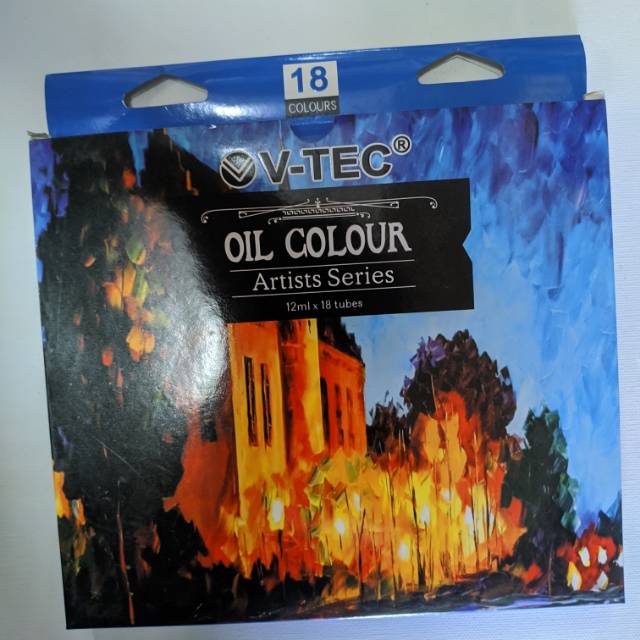 18
COLOURS
V-TEC®
OIL COLOUR
Artists Series
12ml x 18 tubes